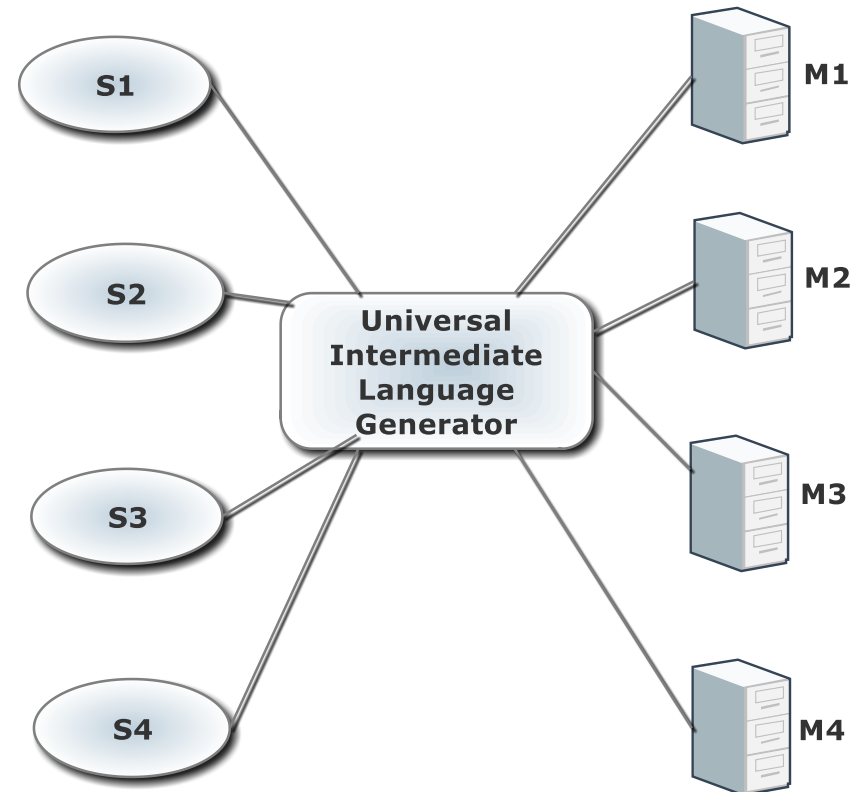 S1
M1
S2
M2
Universal
Intermediate
Language
Generator
S3
M3
S4
M4